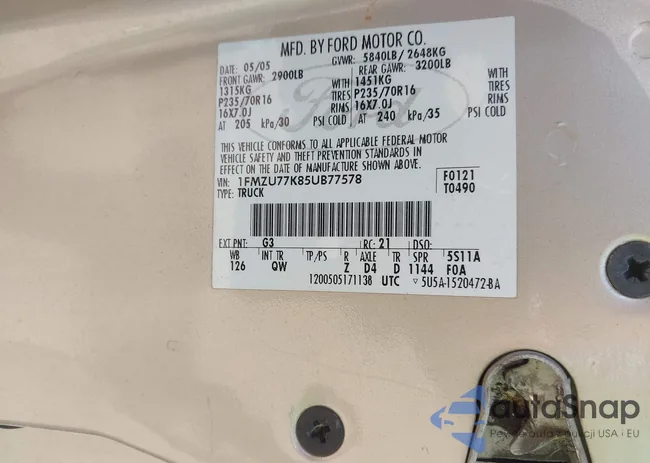 MFD. BY FORD MOTOR CO.
DATE: 05/05 GVWR: 5840LB/ 2648KG
FRONT GAWR: 2900LB REAR GAWR: 3200LB
1315KG WITH 1451KG WITH
P235/70R16 TIRES P235/70R16 TIRES
16X7.0J RIMS 16X7.0J RIMS
AT 205 kPa/30 PSI COLD AT 240 kPa/35 PSI COLD
THIS VEHICLE CONFORMS TO ALL APPLICABLE FEDERAL MOTOR
VEHICLE SAFETY AND THEFT PREVENTION STANDARDS IN
EFFECT ON THE DATE OF MANUFACTURE SHOWN ABOVE.
VIN: 1FMZU77K85UB77578 F0121
TYPE: TRUCK T0490
EXT PNT: G3 RC: 21 DSO:
WB INT TR TP/PS R AXLE TR SPR 5S11A
126 QW Z D4 D 1144 F0A
1200505171138 UTC ▽5U5A-1520472-BA
Ford
autoSnap